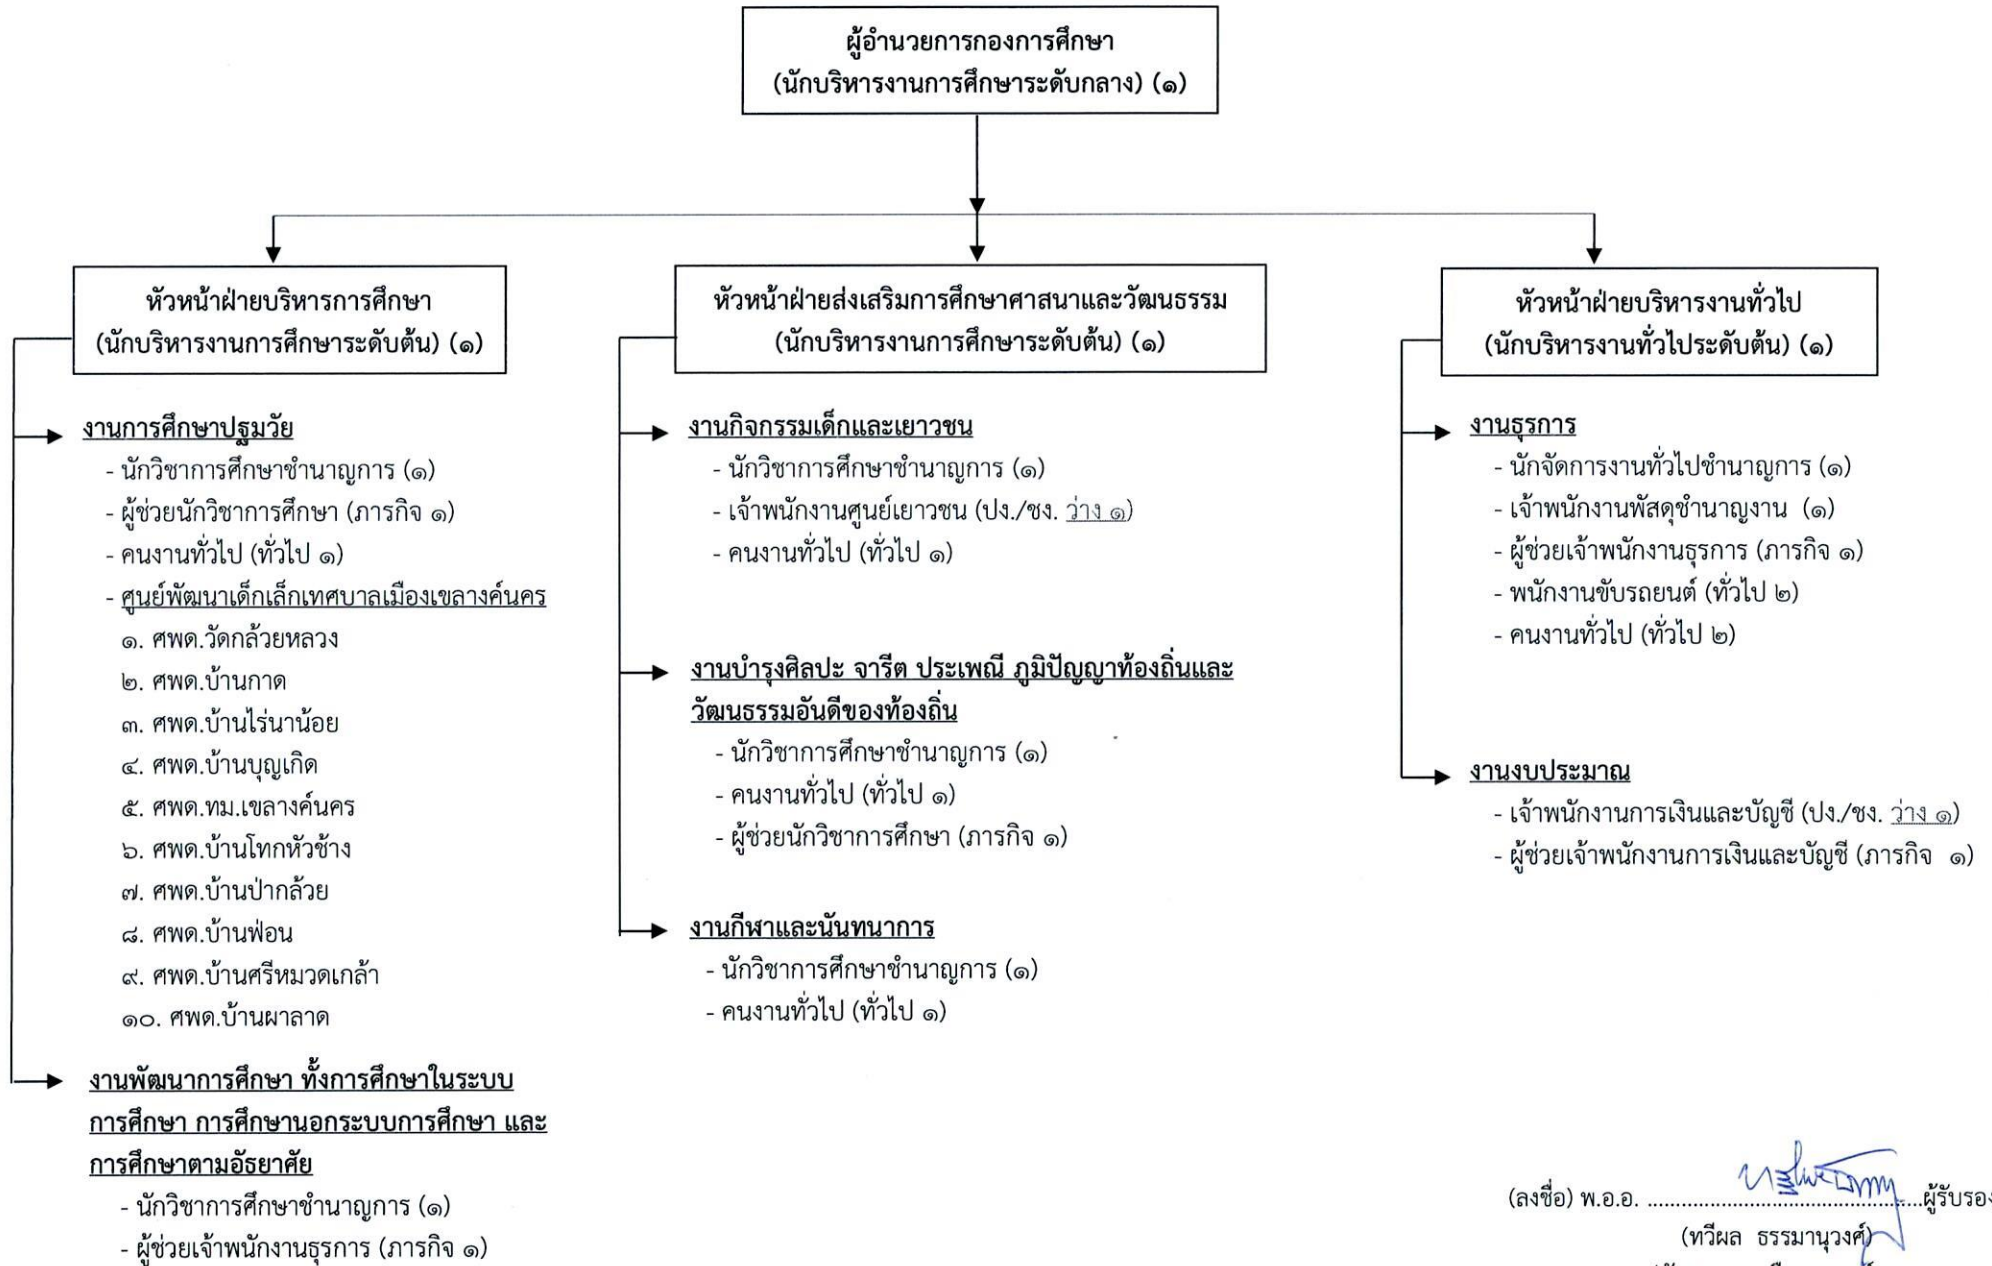 ผู้อำนวยการกองการศึกษา
(นักบริหารงานการศึกษาระดับกลาง) (๑)
หัวหน้าฝ่ายบริหารการศึกษา
(นักบริหารงานการศึกษาระดับต้น) (๑)
งานการศึกษาปฐมวัย
- นักวิชาการศึกษาชำนาญการ (๑)
- ผู้ช่วยนักวิชาการศึกษา (ภารกิจ ๑)
- คนงานทั่วไป (ทั่วไป ๑)
- ศูนย์พัฒนาเด็กเล็กเทศบาลเมืองเขลางค์นคร
๑. ศพด.วัดกล้วยหลวง
๒. ศพด.บ้านกาด
๓. ศพด.บ้านไร่นาน้อย
๔. ศพด.บ้านบุญเกิด
๕. ศพด.ทม.เขลางค์นคร
๖. ศพด.บ้านโทกหัวช้าง
๗. ศพด.บ้านป่ากล้วย
๘. ศพด.บ้านฟ่อน
๙. ศพด.บ้านศรีหมวดเกล้า
๑๐. ศพด.บ้านผาลาด
งานพัฒนาการศึกษา ทั้งการศึกษาในระบบ
การศึกษา การศึกษานอกระบบการศึกษา และ
การศึกษาตามอัธยาศัย
- นักวิชาการศึกษาชำนาญการ (๑)
- ผู้ช่วยเจ้าพนักงานธุรการ (ภารกิจ ๑)
หัวหน้าฝ่ายส่งเสริมการศึกษาศาสนาและวัฒนธรรม
(นักบริหารงานการศึกษาระดับต้น) (๑)
งานกิจกรรมเด็กและเยาวชน
- นักวิชาการศึกษาชำนาญการ (๑)
- เจ้าพนักงานศูนย์เยาวชน (ปง./ชง. ว่าง ๑)
- คนงานทั่วไป (ทั่วไป ๑)
งานบำรุงศิลปะ จารีต ประเพณี ภูมิปัญญาท้องถิ่นและ
วัฒนธรรมอันดีของท้องถิ่น
- นักวิชาการศึกษาชำนาญการ (๑)
- คนงานทั่วไป (ทั่วไป ๑)
- ผู้ช่วยนักวิชาการศึกษา (ภารกิจ ๑)
งานกีฬาและนันทนาการ
- นักวิชาการศึกษาชำนาญการ (๑)
- คนงานทั่วไป (ทั่วไป ๑)
หัวหน้าฝ่ายบริหารงานทั่วไป
(นักบริหารงานทั่วไประดับต้น) (๑)
งานธุรการ
- นักจัดการงานทั่วไปชำนาญการ (๑)
- เจ้าพนักงานพัสดุชำนาญงาน (๑)
- ผู้ช่วยเจ้าพนักงานธุรการ (ภารกิจ ๑)
- พนักงานขับรถยนต์ (ทั่วไป ๒)
- คนงานทั่วไป (ทั่วไป ๒)
งานงบประมาณ
- เจ้าพนักงานการเงินและบัญชี (ปง./ชง. ว่าง ๑)
- ผู้ช่วยเจ้าพนักงานการเงินและบัญชี (ภารกิจ ๑)
(ลงชื่อ) พ.อ.อ. ................................................ผู้รับรอง
(ทวีผล ธรรมานุวงศ์)